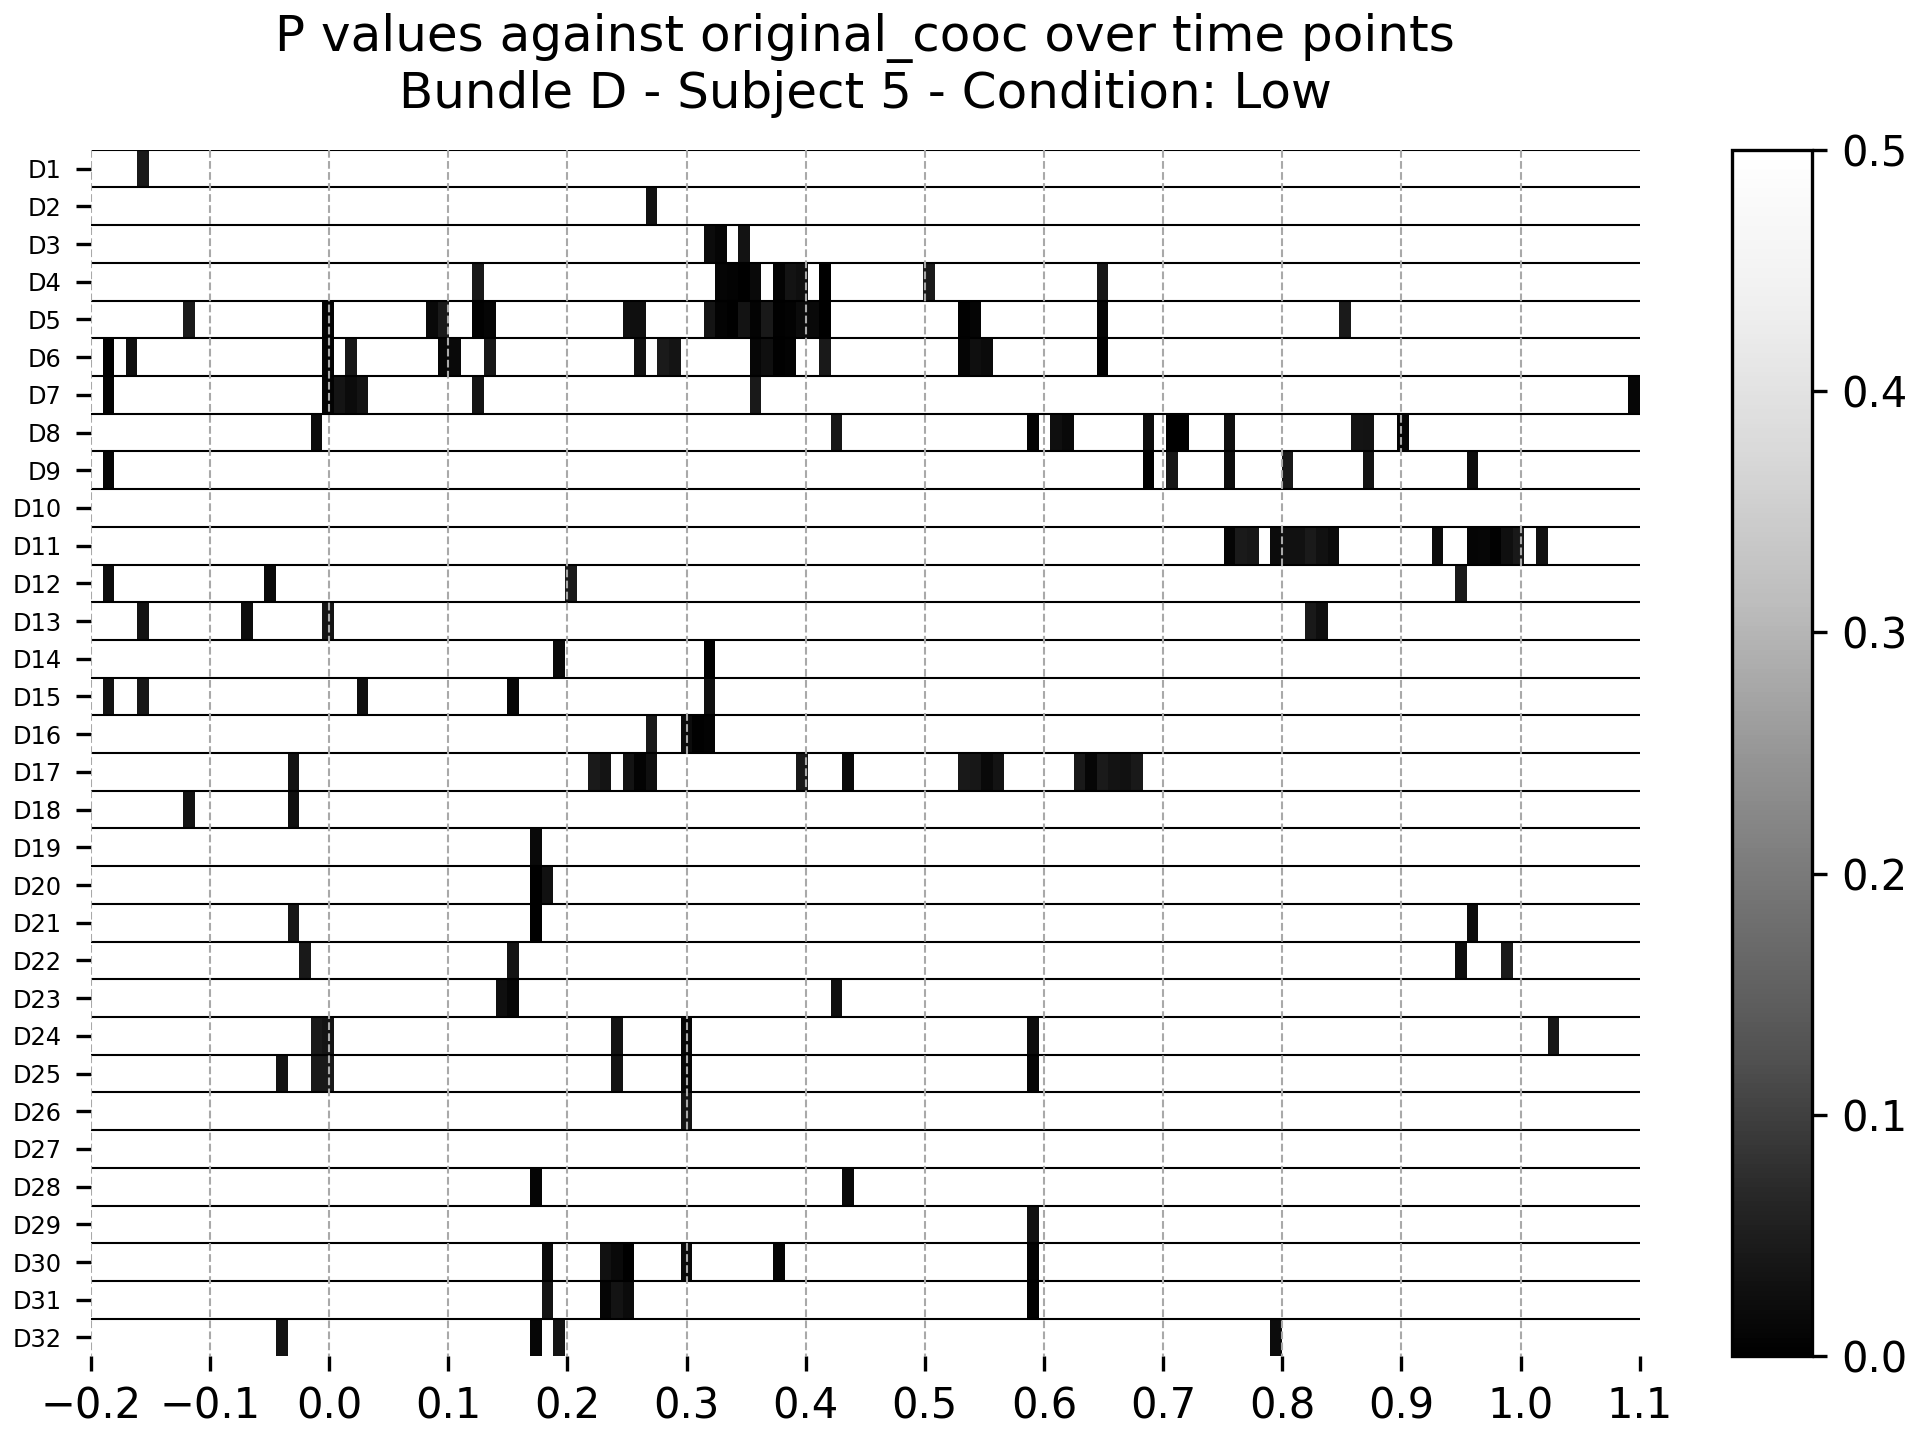 P values against original_cooc over time points
Bundle D - Subject 5 - Condition: Low
D1
D2
D3
D4
D5
D6
D7
D8
D9
D10
D11
D12
D13
D14
D15
D16
D17
D18
D19
D20
D21
D22
D23
D24
D25
D26
D27
D28
D29
D30
D31
D32
−0.2 −0.1 0.0 0.1 0.2 0.3 0.4 0.5 0.6 0.7 0.8 0.9 1.0 1.1
0.5
0.4
0.3
0.2
0.1
0.0